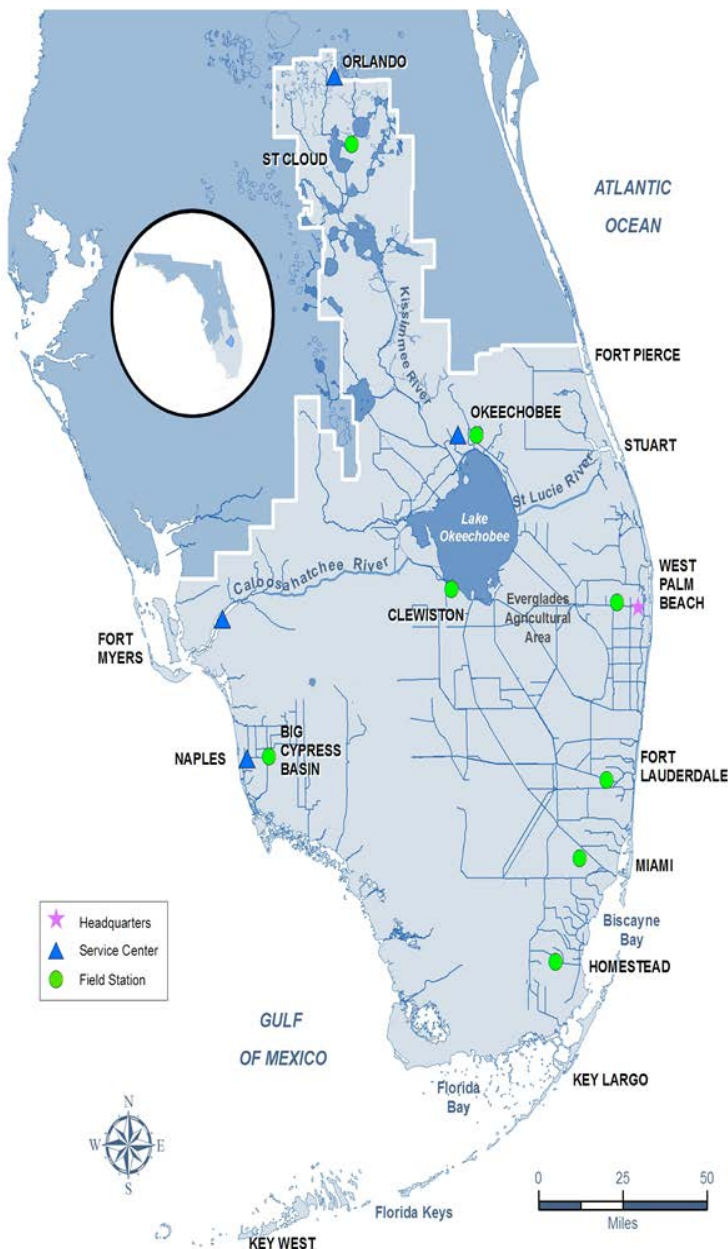 ORLANDO
ST CLOUD
ATLANTIC
OCEAN
Kissimmee River
FORT PIERCE
OKEECHOBEE
STUART
St Lucie River
Lake
Okeechobee
WEST
PALM
BEACH
Caloosahatchee River
CLEWISTON
Everglades
Agricultural
Area
FORT
MYERS
NAPLES
BIG
CYPRESS
BASIN
FORT
LAUDERDALE
MIAMI
Headquarters
Service Center
Field Station
Biscayne
Bay
HOMESTEAD
GULF
OF MEXICO
KEY LARGO
Florida
Bay
N
W
E
S
0
25
50
Miles
Florida Keys
KEY WEST